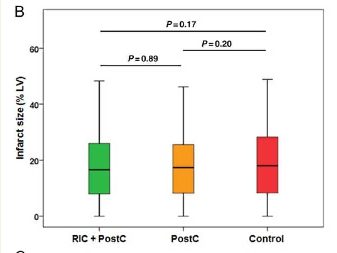 B
P = 0.17
P = 0.20
P = 0.89
Infarct size (% LV)
60
40
20
0
RIC + PostC PostC Control